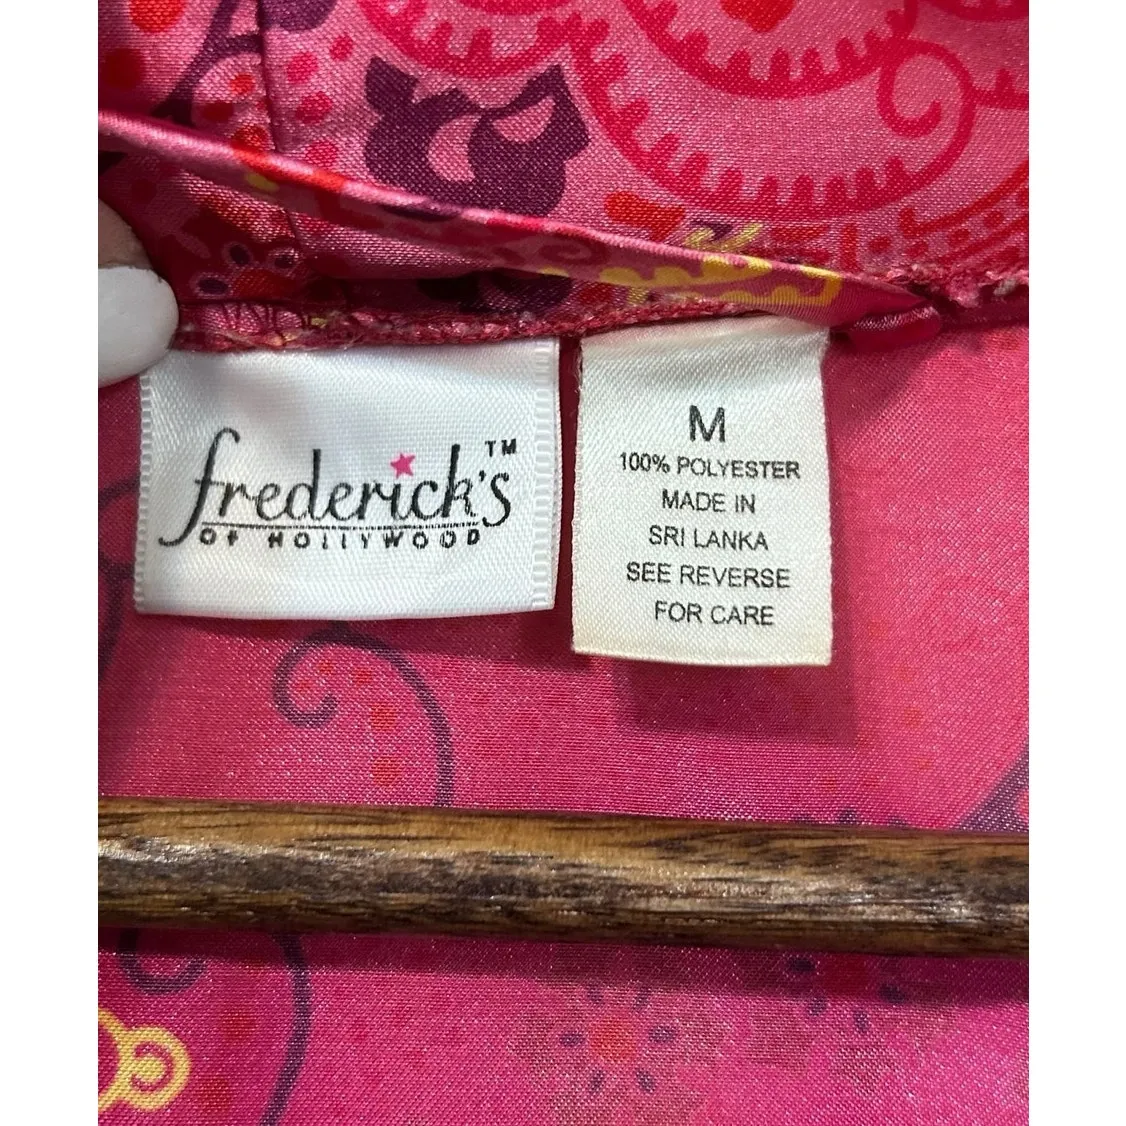 frederick's™
OF HOLLYWOOD
M
100% POLYESTER
MADE IN
SRI LANKA
SEE REVERSE
FOR CARE